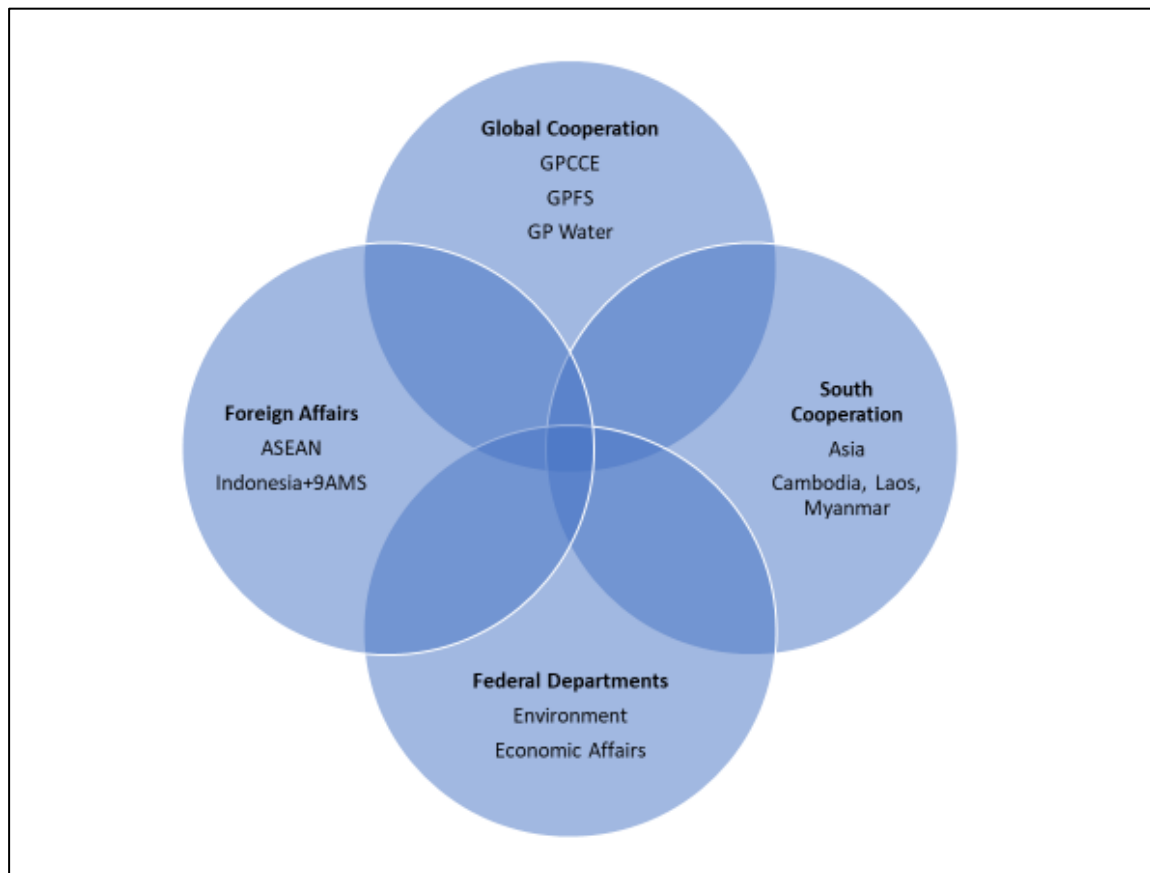 Global Cooperation
GPCCE
GPFS
GP Water
Foreign Affairs
ASEAN
Indonesia+9AMS
South
Cooperation
Asia
Cambodia, Laos,
Myanmar
Federal Departments
Environment
Economic Affairs